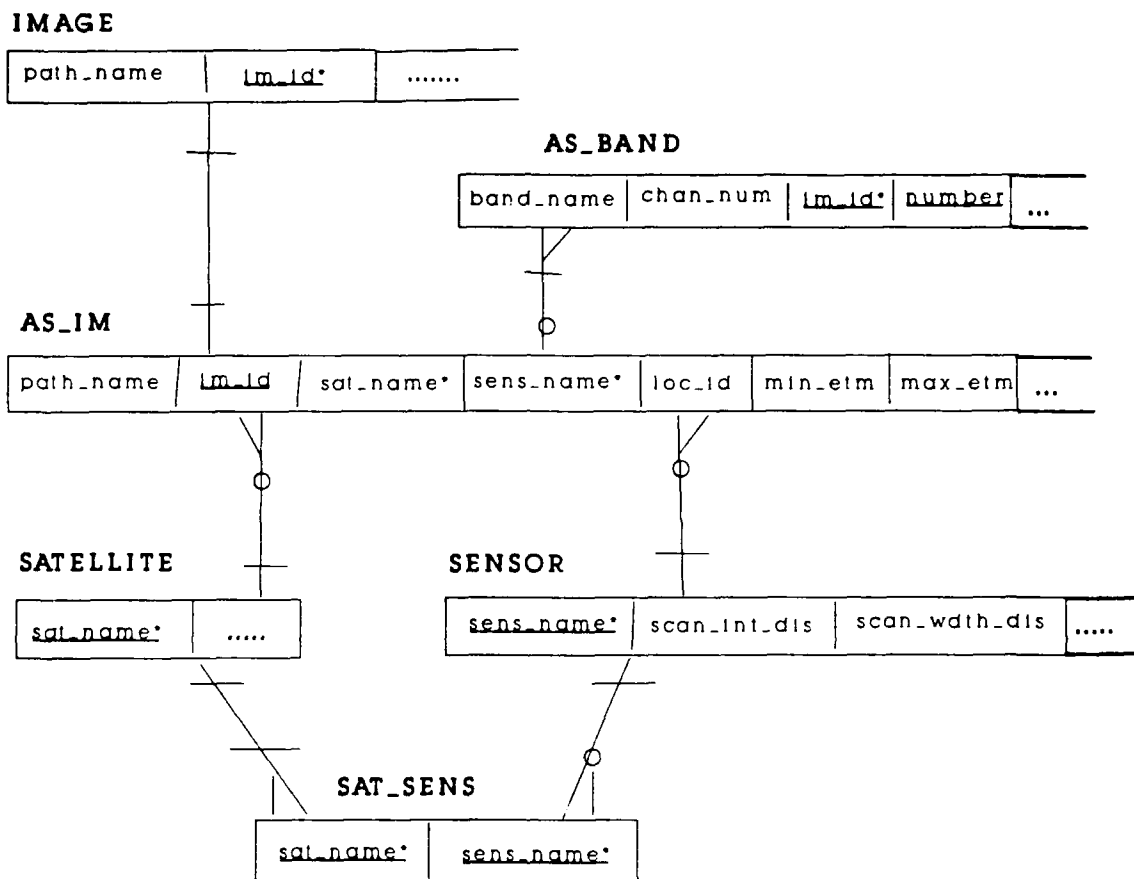 IMAGE
path_name im_id* .......
AS_BAND
band_name chan_num im_id* number ...
AS_IM
path_name im_id sat_name* sens_name* loc_id min_etm max_etm ...
SATELLITE
sat_name* .....
SENSOR
sens_name* scan_int_dis scan_wdth_dis .....
SAT_SENS
sat_name* sens_name*